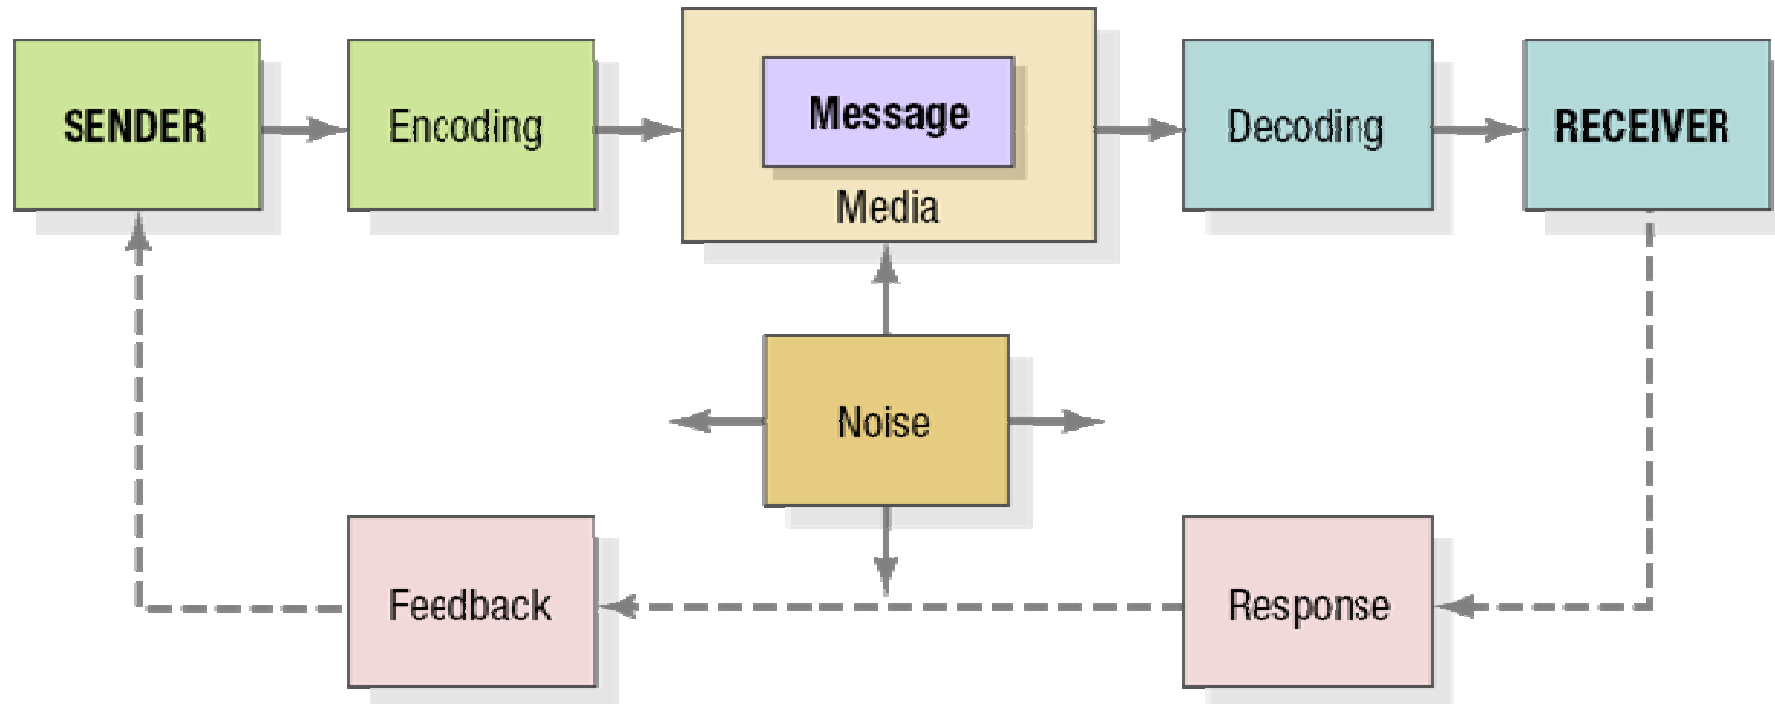 SENDER
Encoding
Message
Media
Decoding
RECEIVER
Noise
Feedback
Response